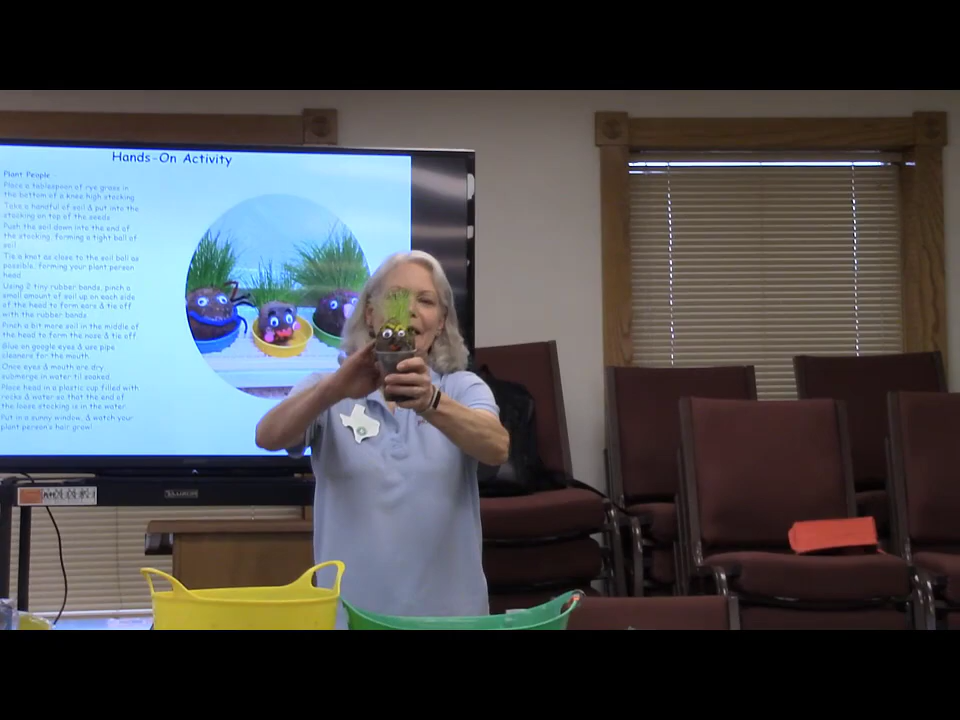 Hands-On Activity
Plant People -
Place a tablespoon of rye grass in
the bottom of a knee high stocking
Take a handful of soil & put into the
stocking on top of the seeds
Push the soil down into the end of
the stocking, forming a tight ball of
soil
Tie a knot as close to the soil ball as
possible, forming your plant person
head
Using 2 tiny rubber bands, pinch a
small amount of soil up on each side
of the head to form ears & tie off
with the rubber bands
Pinch a bit more soil in the middle of
the head to form the nose & tie off
Glue on google eyes & use pipe
cleaners for the mouth
Once eyes & mouth are dry,
submerge in water til soaked
Place head in a plastic cup filled with
rocks & water so that the end of
the loose stocking is in the water
Put in a sunny window, & watch your
plant person's hair grow!